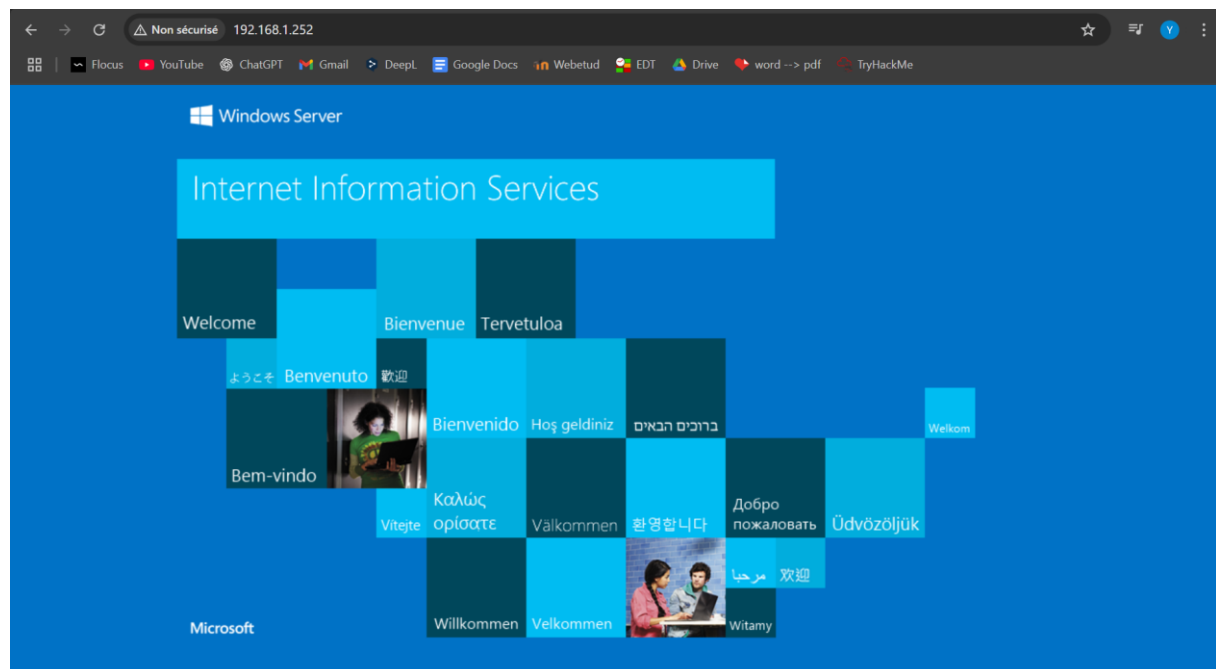 Non sécurisé 192.168.1.252
Y
Flocus YouTube ChatGPT Gmail DeepL Google Docs Webetud EDT Drive word --> pdf TryHackMe
Windows Server
Internet Information Services
Welcome
Bienvenue
Tervetuloa
ようこそ
Benvenuto
歡迎
Bienvenido
Hoş geldiniz
ברוכים הבאים
Welkom
Bem-vindo
Vítejte
Καλώς
ορίσατε
Välkommen
환영합니다
Добро
пожаловать
Üdvözöljük
مرحبا
欢迎
Microsoft
Willkommen
Velkommen
Witamy